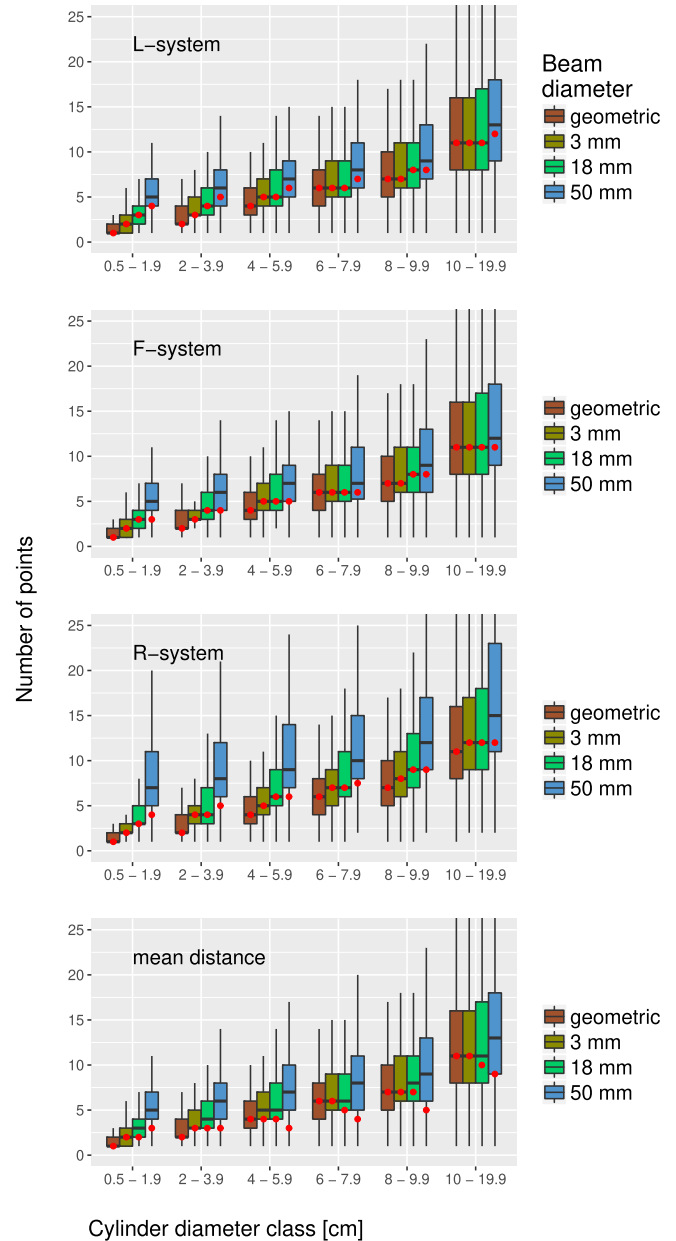 25
20
15
10
5
0
L−system
0.5 − 1.9 2 − 3.9 4 − 5.9 6 − 7.9 8 − 9.9 10 − 19.9
Beam
diameter
geometric
3 mm
18 mm
50 mm
25
20
15
10
5
0
F−system
0.5 − 1.9 2 − 3.9 4 − 5.9 6 − 7.9 8 − 9.9 10 − 19.9
geometric
3 mm
18 mm
50 mm
Number of points
25
20
15
10
5
0
R−system
0.5 − 1.9 2 − 3.9 4 − 5.9 6 − 7.9 8 − 9.9 10 − 19.9
geometric
3 mm
18 mm
50 mm
25
20
15
10
5
0
mean distance
0.5 − 1.9 2 − 3.9 4 − 5.9 6 − 7.9 8 − 9.9 10 − 19.9
geometric
3 mm
18 mm
50 mm
Cylinder diameter class [cm]